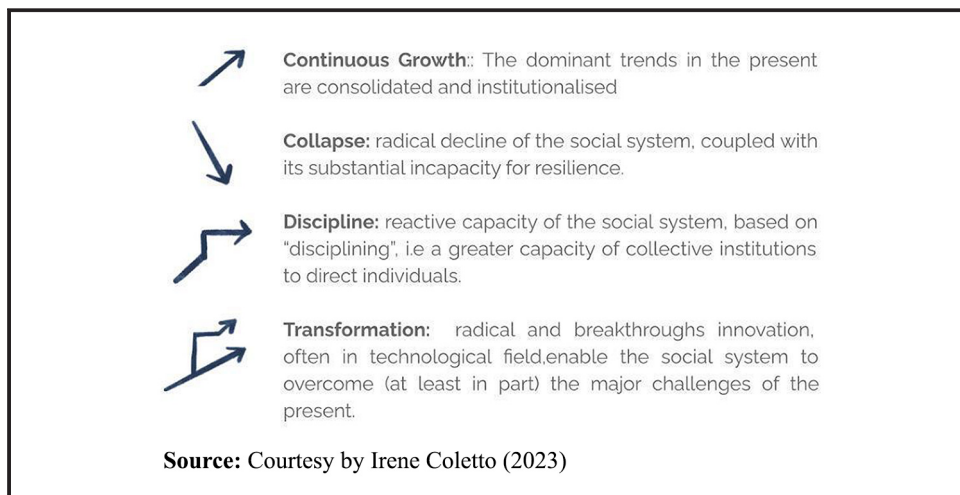 Continuous Growth:: The dominant trends in the present
are consolidated and institutionalised
Collapse: radical decline of the social system, coupled with
its substantial incapacity for resilience.
Discipline: reactive capacity of the social system, based on
“disciplining”, i.e a greater capacity of collective institutions
to direct individuals.
Transformation: radical and breakthroughs innovation,
often in technological field,enable the social system to
overcome (at least in part) the major challenges of the
present.
Source: Courtesy by Irene Coletto (2023)